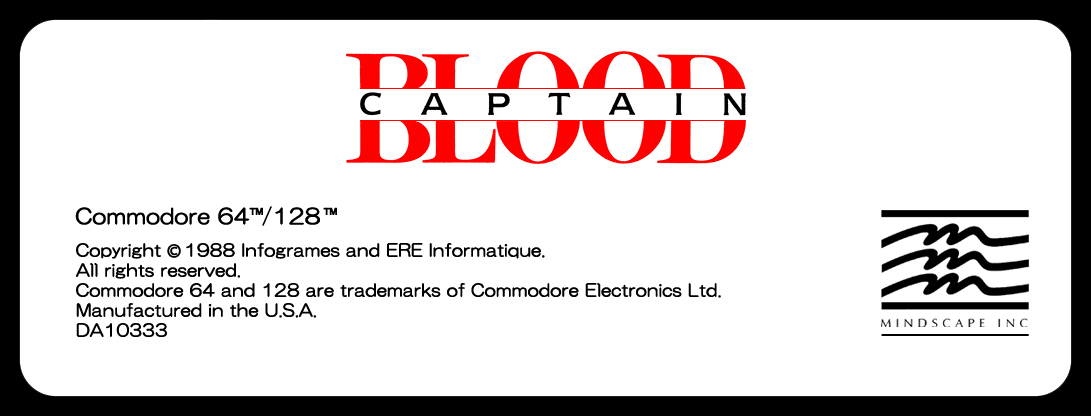 BLOOD
CAPTAIN
Commodore 64™/128™
Copyright © 1988 Infogrames and ERE Informatique.
All rights reserved.
Commodore 64 and 128 are trademarks of Commodore Electronics Ltd.
Manufactured in the U.S.A.
DA10333
MINDSCAPE INC